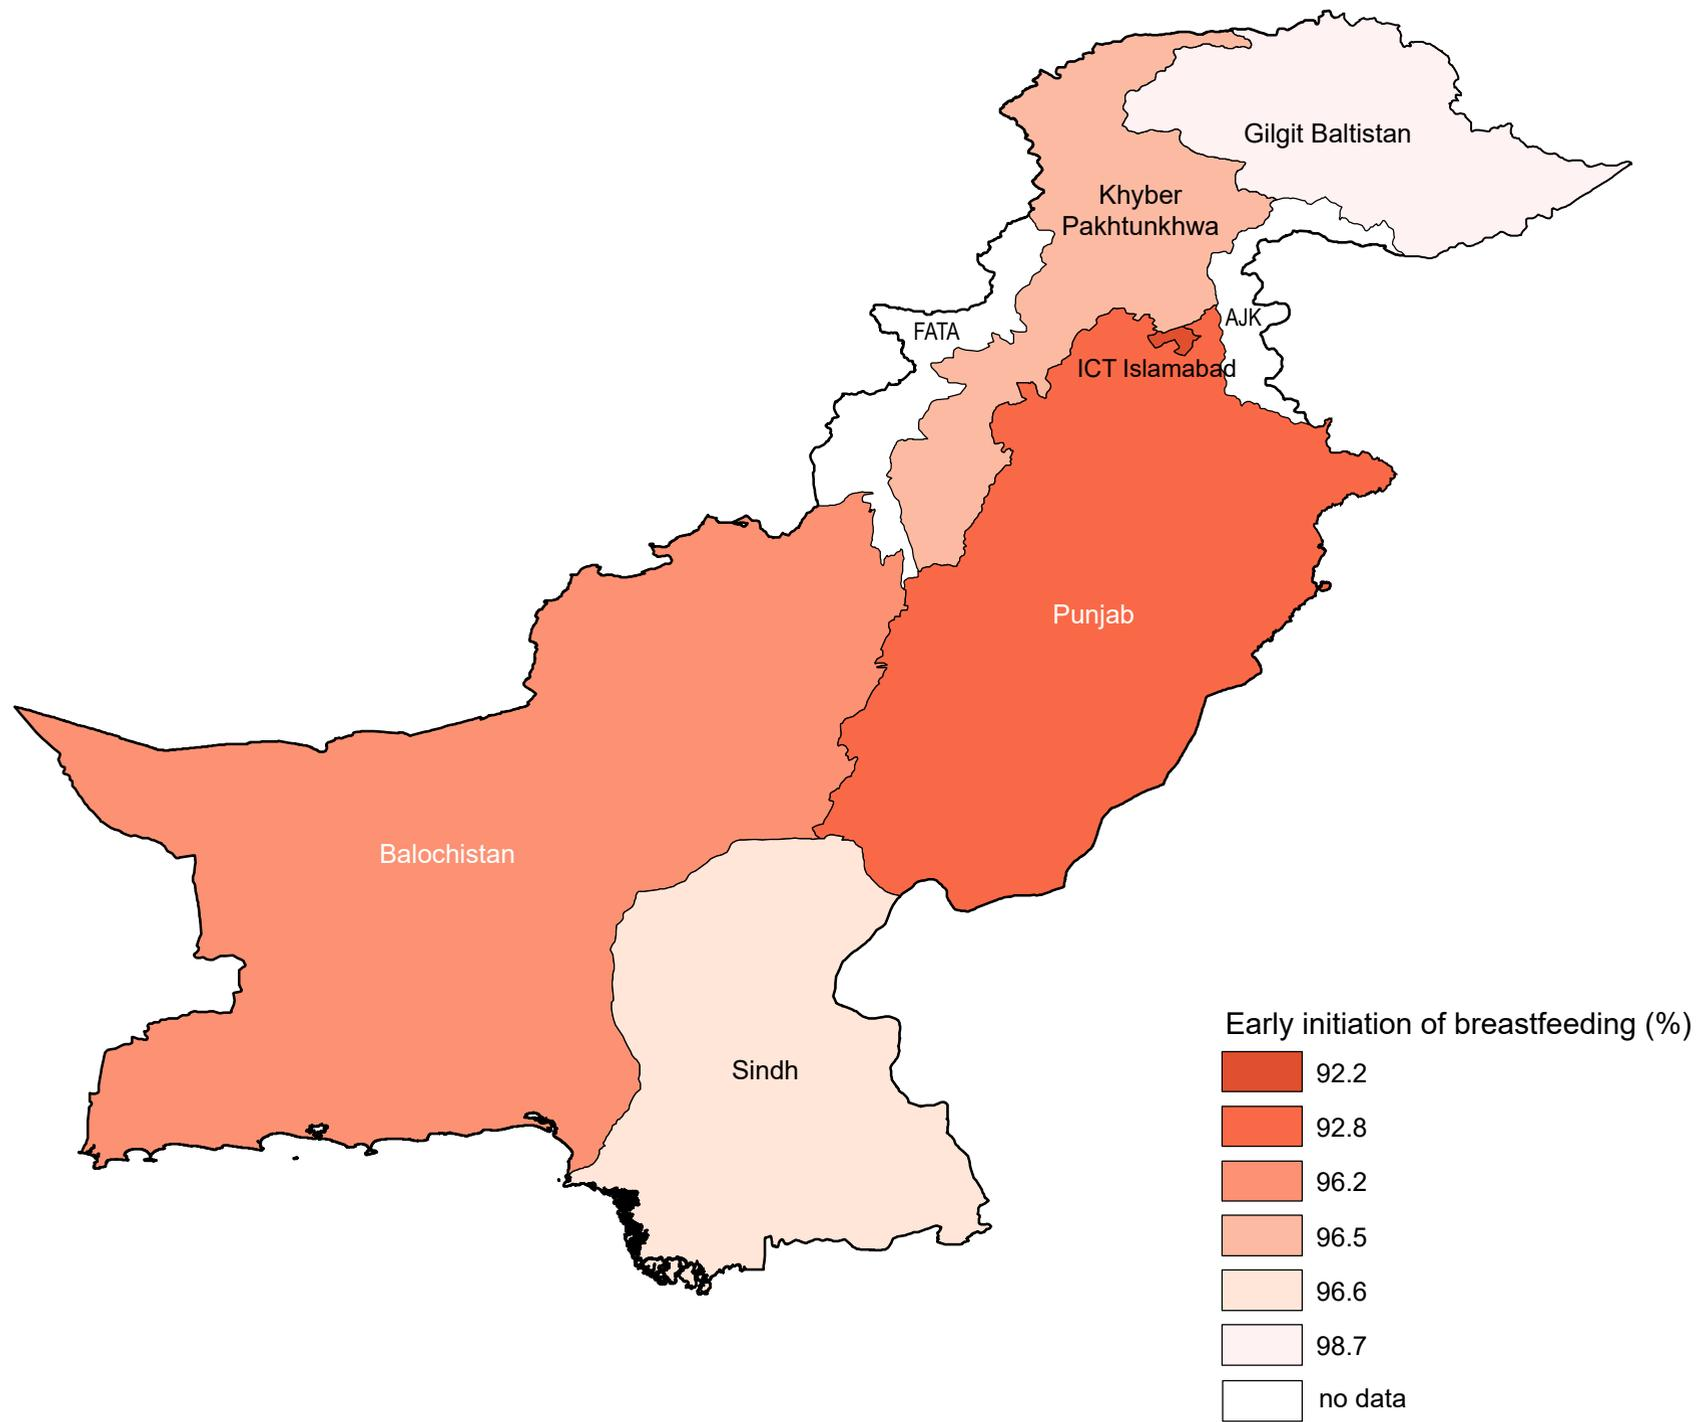 Gilgit Baltistan
Khyber
Pakhtunkhwa
FATA
AJK
ICT Islamabad
Punjab
Balochistan
Sindh
Early initiation of breastfeeding (%)
92.2
92.8
96.2
96.5
96.6
98.7
no data